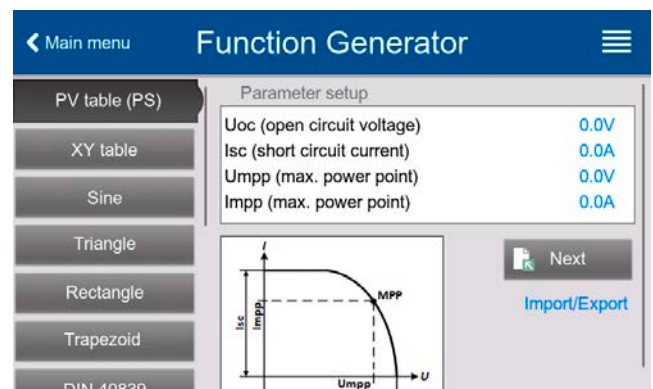 Main menu
Function Generator
PV table (PS)
XY table
Sine
Triangle
Rectangle
Trapezoid
DIN 40839
Parameter setup
Uoc (open circuit voltage) 0.0V
Isc (short circuit current) 0.0A
Umpp (max. power point) 0.0V
Impp (max. power point) 0.0A
I
Isc
Impp
MPP
Umpp
U
Next
Import/Export